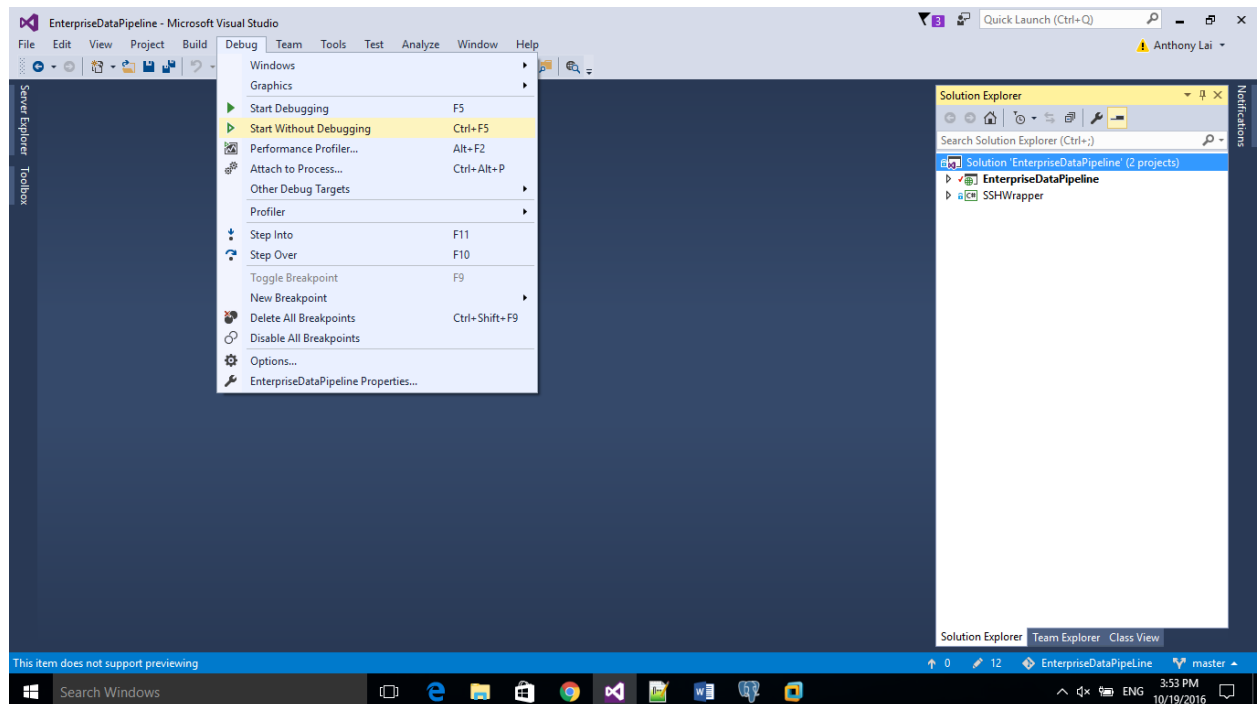 EnterpriseDataPipeline - Microsoft Visual Studio
3
Quick Launch (Ctrl+Q)
File Edit View Project Build Debug Team Tools Test Analyze Window Help
Anthony Lai
Windows
Graphics
Start Debugging F5
Start Without Debugging Ctrl+F5
Performance Profiler... Alt+F2
Attach to Process... Ctrl+Alt+P
Other Debug Targets
Profiler
Step Into F11
Step Over F10
Toggle Breakpoint F9
New Breakpoint
Delete All Breakpoints Ctrl+Shift+F9
Disable All Breakpoints
Options...
EnterpriseDataPipeline Properties...
Server Explorer
Toolbox
Solution Explorer
Search Solution Explorer (Ctrl+;)
Solution 'EnterpriseDataPipeline' (2 projects)
EnterpriseDataPipeline
C# SSHWrapper
Notifications
Solution Explorer Team Explorer Class View
This item does not support previewing
0 12 EnterpriseDataPipeLine master
Search Windows
ENG
3:53 PM
10/19/2016